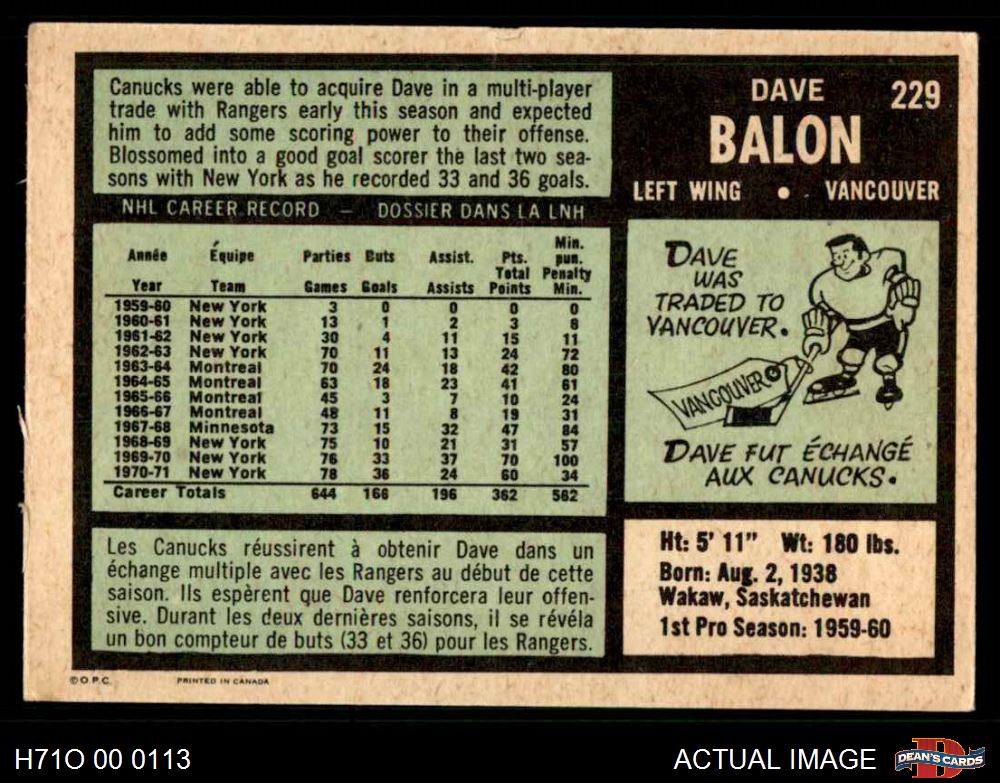 Canucks were able to acquire Dave in a multi-player
trade with Rangers early this season and expected
him to add some scoring power to their offense.
Blossomed into a good goal scorer the last two sea-
sons with New York as he recorded 33 and 36 goals.
DAVE 229
BALON
LEFT WING • VANCOUVER
NHL CAREER RECORD — DOSSIER DANS LA LNH
Année Équipe Parties Buts Assist. Pts. Total Min. pun. Penalty
Year Team Games Goals Assists Points Min.
1959-60 New York 3 0 0 0 0
1960-61 New York 13 1 2 3 8
1961-62 New York 30 4 11 15 11
1962-63 New York 70 11 13 24 72
1963-64 Montreal 70 24 18 42 80
1964-65 Montreal 63 18 23 41 61
1965-66 Montreal 45 3 7 10 24
1966-67 Montreal 48 11 8 19 31
1967-68 Minnesota 73 15 32 47 84
1968-69 New York 75 10 21 31 57
1969-70 New York 76 33 37 70 100
1970-71 New York 78 36 24 60 34
Career Totals 644 166 196 362 562
DAVE
WAS
TRADED TO
VANCOUVER.
VANCOUVER
DAVE FUT ÉCHANGÉ
AUX CANUCKS.
Les Canucks réussirent à obtenir Dave dans un
échange multiple avec les Rangers au début de cette
saison. Ils espèrent que Dave renforcera leur offen-
sive. Durant les deux dernières saisons, il se révéla
un bon compteur de buts (33 et 36) pour les Rangers.
Ht: 5' 11" Wt: 180 lbs.
Born: Aug. 2, 1938
Wakaw, Saskatchewan
1st Pro Season: 1959-60
© O.P.C. PRINTED IN CANADA
H71O 00 0113
ACTUAL IMAGE
D
DEAN'S CARDS